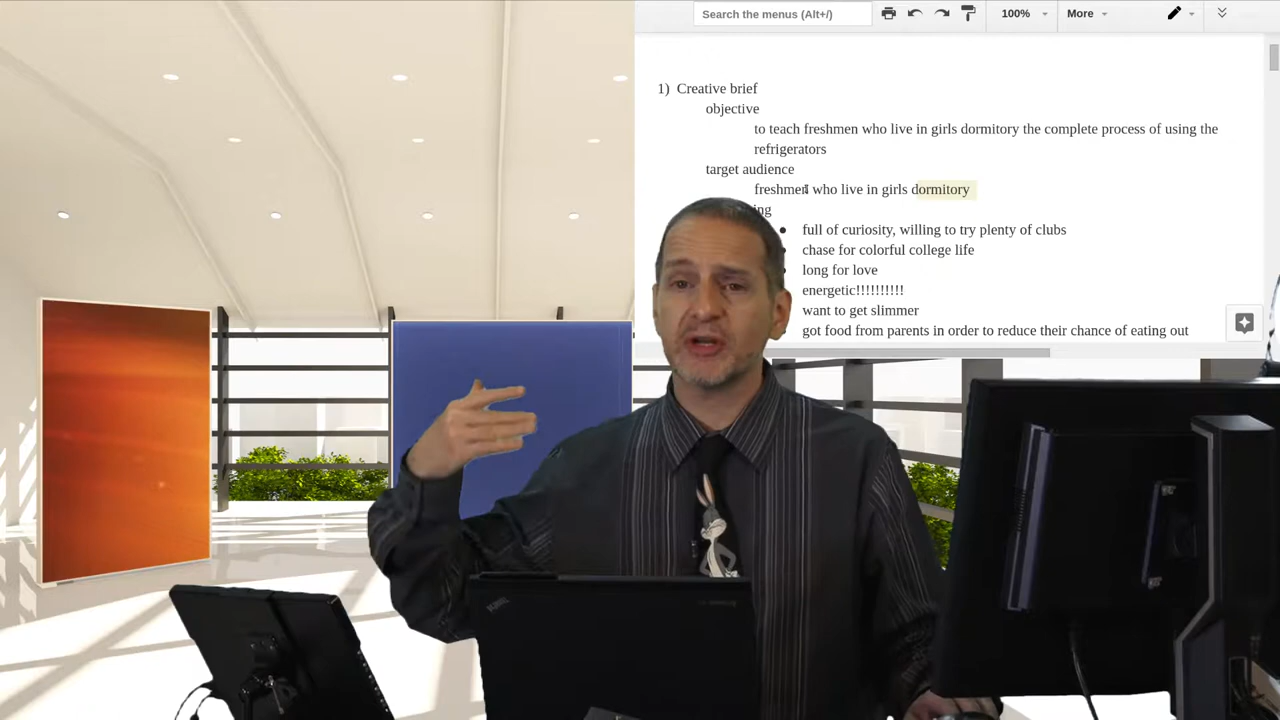 Search the menus (Alt+/)
100%
More
1) Creative brief
objective
to teach freshmen who live in girls dormitory the complete process of using the
refrigerators
target audience
freshmen who live in girls dormitory
ing
● full of curiosity, willing to try plenty of clubs
chase for colorful college life
long for love
energetic!!!!!!!!!!
want to get slimmer
got food from parents in order to reduce their chance of eating out